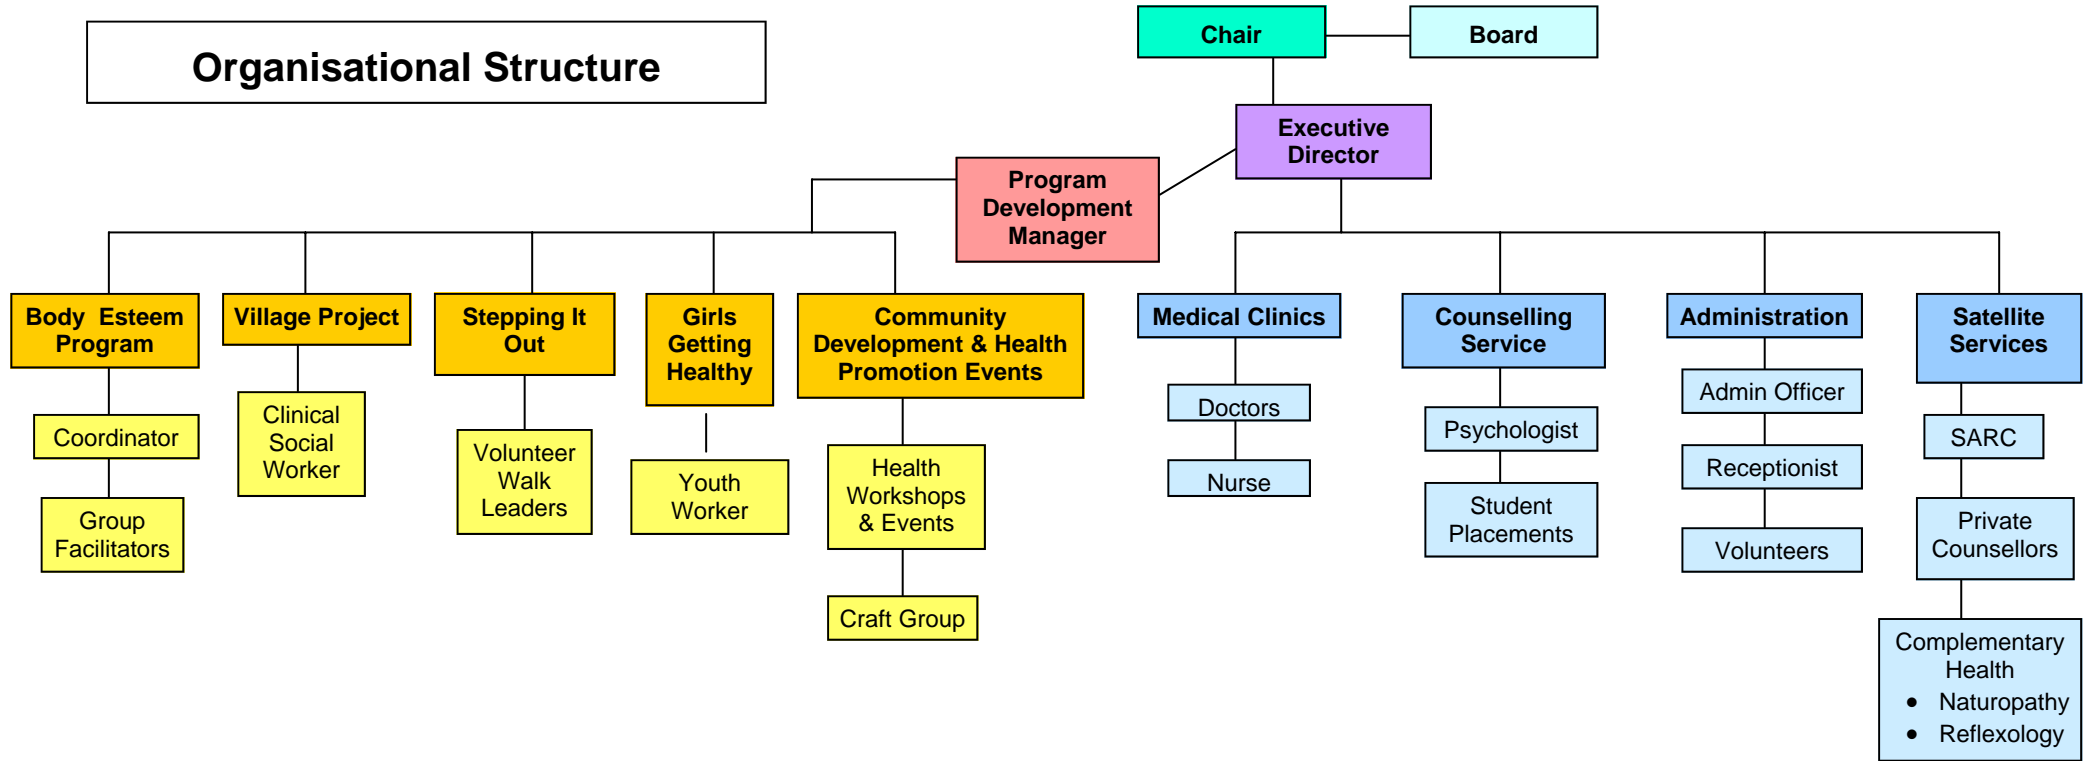 Organisational Structure
Chair
Board
Executive
Director
Program
Development
Manager
Body Esteem
Program
Coordinator
Group
Facilitators
Village Project
Clinical
Social
Worker
Stepping It
Out
Volunteer
Walk
Leaders
Girls
Getting
Healthy
Youth
Worker
Community
Development & Health
Promotion Events
Health
Workshops
& Events
Craft Group
Medical Clinics
Doctors
Nurse
Counselling
Service
Psychologist
Student
Placements
Administration
Admin Officer
Receptionist
Volunteers
Satellite
Services
SARC
Private
Counsellors
Complementary
Health
• Naturopathy
• Reflexology